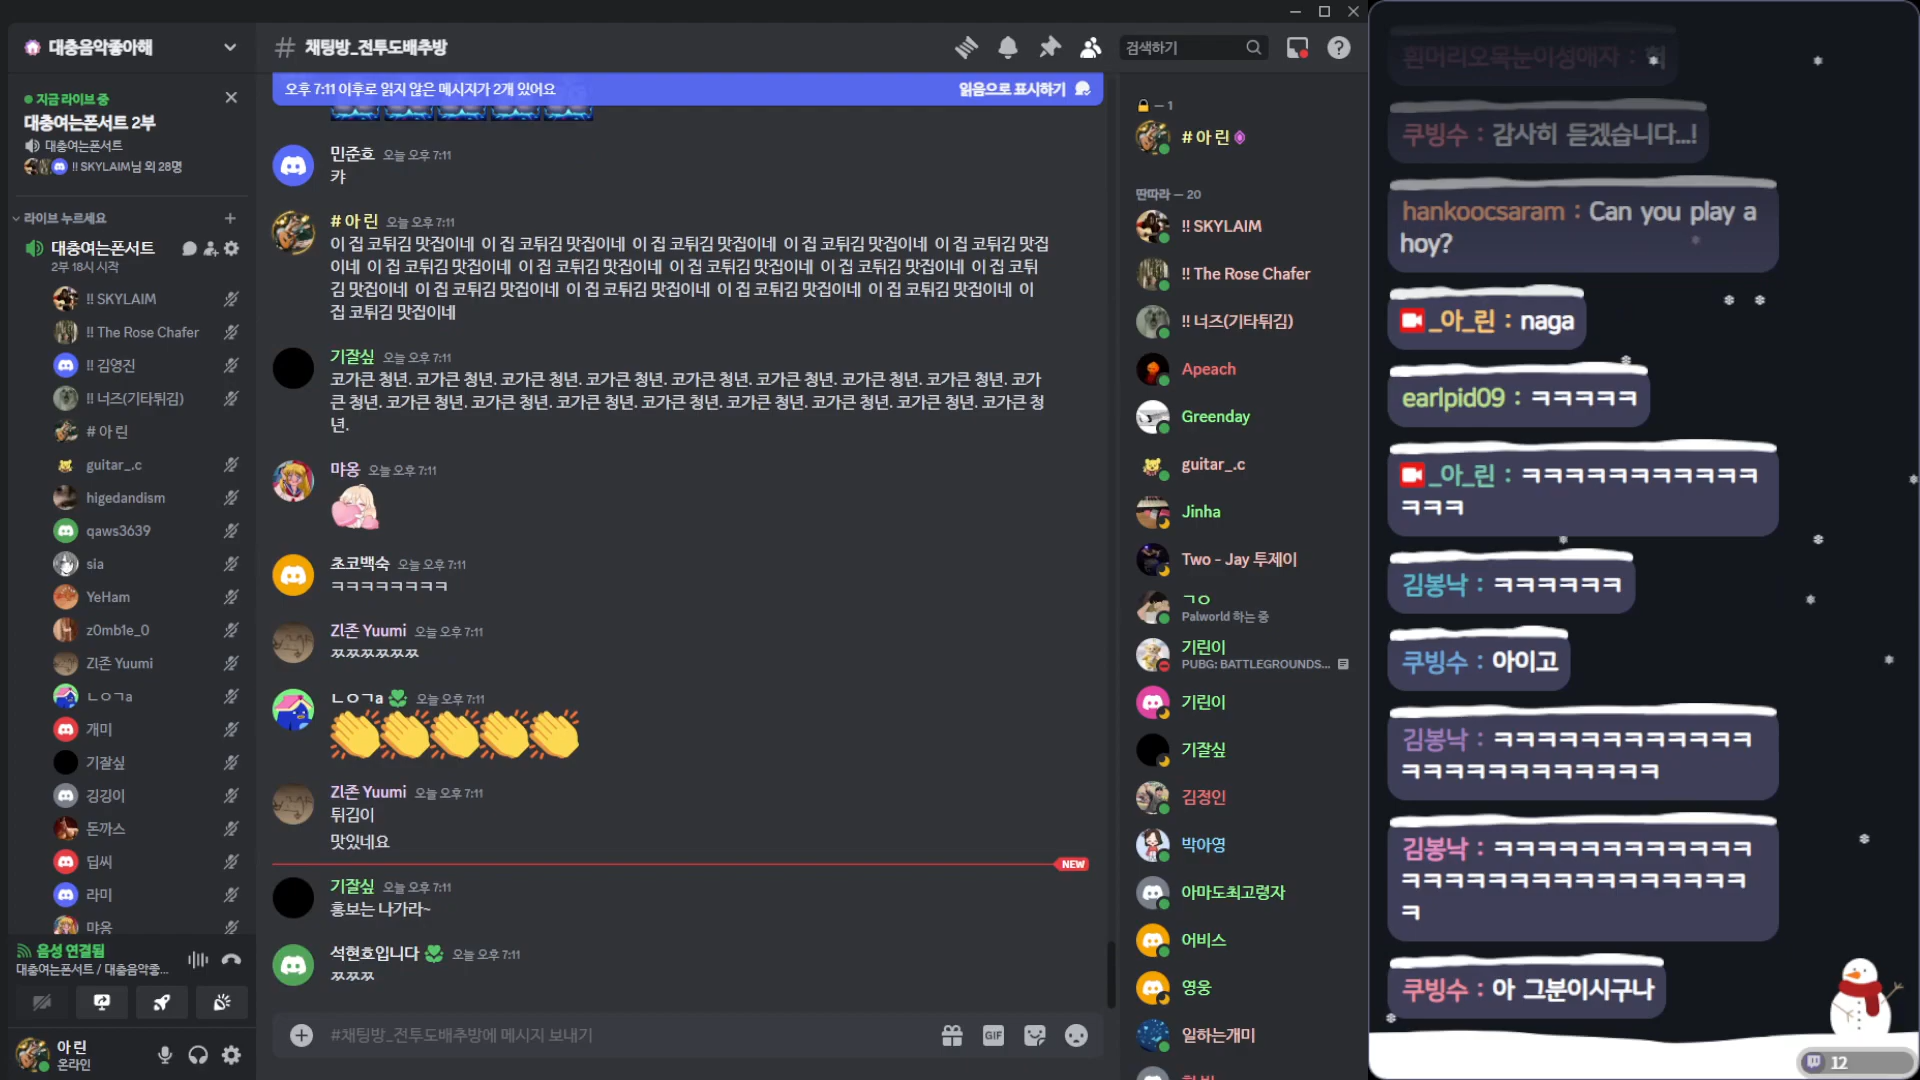 대충음악좋아해
지금 라이브 중
대충여는폰서트 2부
대충여는폰서트
!! SKYLAIM님 외 28명
라이브 누르세요
대충여는폰서트
2부 18시 시작
!! SKYLAIM
!! The Rose Chafer
!! 김영진
!! 너즈(기타튀김)
# 아 린
guitar_.c
higedandism
qaws3639
sia
YeHam
z0mb1e_0
Zl존 Yuumi
ㄴㅇㄱa
개미
기잘싶
깅깅이
돈까스
딥씨
라미
먀옹
음성 연결됨
대충여는폰서트 / 대충음악좋...
아 린
온라인
# 채팅방_전투도배추방
검색하기
오후 7:11 이후로 읽지 않은 메시지가 2개 있어요
읽음으로 표시하기
민준호 오늘 오후 7:11
캬
# 아 린 오늘 오후 7:11
이 집 코튀김 맛집이네 이 집 코튀김 맛집이네 이 집 코튀김 맛집이네 이 집 코튀김 맛집이네 이 집 코튀김 맛집
이네 이 집 코튀김 맛집이네 이 집 코튀김 맛집이네 이 집 코튀김 맛집이네 이 집 코튀김 맛집이네 이 집 코튀
김 맛집이네 이 집 코튀김 맛집이네 이 집 코튀김 맛집이네 이 집 코튀김 맛집이네 이 집 코튀김 맛집이네 이
집 코튀김 맛집이네
기잘싶 오늘 오후 7:11
코가큰 청년. 코가큰 청년. 코가큰 청년. 코가큰 청년. 코가큰 청년. 코가큰 청년. 코가큰 청년. 코가큰 청년. 코가
큰 청년. 코가큰 청년. 코가큰 청년. 코가큰 청년. 코가큰 청년. 코가큰 청년. 코가큰 청년. 코가큰 청년. 코가큰 청
년.
먀옹 오늘 오후 7:11
초코백숙 오늘 오후 7:11
ㅋㅋㅋㅋㅋㅋㅋㅋ
Zl존 Yuumi 오늘 오후 7:11
ㅉㅉㅉㅉㅉㅉ
ㄴㅇㄱa 오늘 오후 7:11
👏👏👏👏👏
Zl존 Yuumi 오늘 오후 7:11
튀김이
맛있네요
NEW
기잘싶 오늘 오후 7:11
홍보는 나가라~
석현호입니다 오늘 오후 7:11
ㅉㅉㅉ
#채팅방_전투도배추방에 메시지 보내기
GIF
🔒 — 1
# 아 린
딴따라 — 20
!! SKYLAIM
!! The Rose Chafer
!! 너즈(기타튀김)
Apeach
Greenday
guitar_.c
Jinha
Two - Jay 투제이
ㄱㅇ
Palworld 하는 중
기린이
PUBG: BATTLEGROUNDS...
기린이
기잘싶
김정인
박아영
아마도최고령자
어비스
영웅
일하는개미
쿠빙수 : 감사히 듣겠습니다...!
hankoocsaram : Can you play a
hoy?
_아_린 : naga
earlpid09 : ㅋㅋㅋㅋㅋ
_아_린 : ㅋㅋㅋㅋㅋㅋㅋㅋㅋㅋㅋ
ㅋㅋㅋ
김봉낙 : ㅋㅋㅋㅋㅋㅋ
쿠빙수 : 아이고
김봉낙 : ㅋㅋㅋㅋㅋㅋㅋㅋㅋㅋㅋㅋ
ㅋㅋㅋㅋㅋㅋㅋㅋㅋㅋㅋㅋ
김봉낙 : ㅋㅋㅋㅋㅋㅋㅋㅋㅋㅋㅋㅋ
ㅋㅋㅋㅋㅋㅋㅋㅋㅋㅋㅋㅋㅋㅋㅋㅋ
ㅋ
쿠빙수 : 아 그분이시구나
12